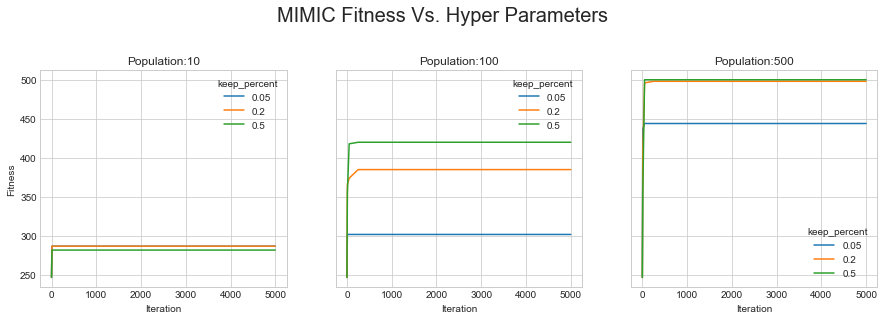 MIMIC Fitness Vs. Hyper Parameters
Population:10
Population:100
Population:500
500
450
400
350
300
250
Fitness
keep_percent
0.05
0.2
0.5
keep_percent
0.05
0.2
0.5
keep_percent
0.05
0.2
0.5
0 1000 2000 3000 4000 5000
0 1000 2000 3000 4000 5000
0 1000 2000 3000 4000 5000
Iteration
Iteration
Iteration